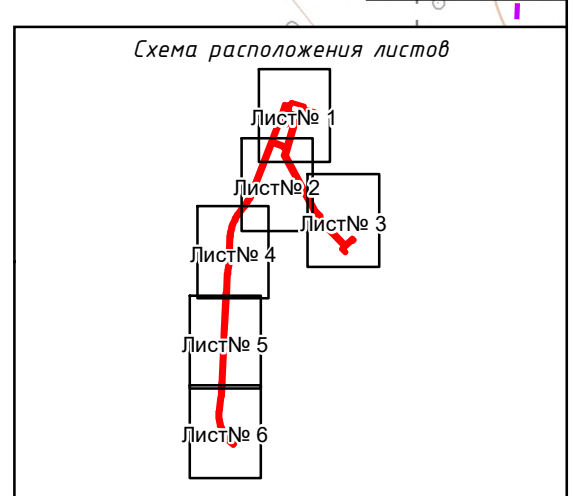 Схема расположения листов
Лист№ 1
Лист№ 2
Лист№ 3
Лист№ 4
Лист№ 5
Лист№ 6